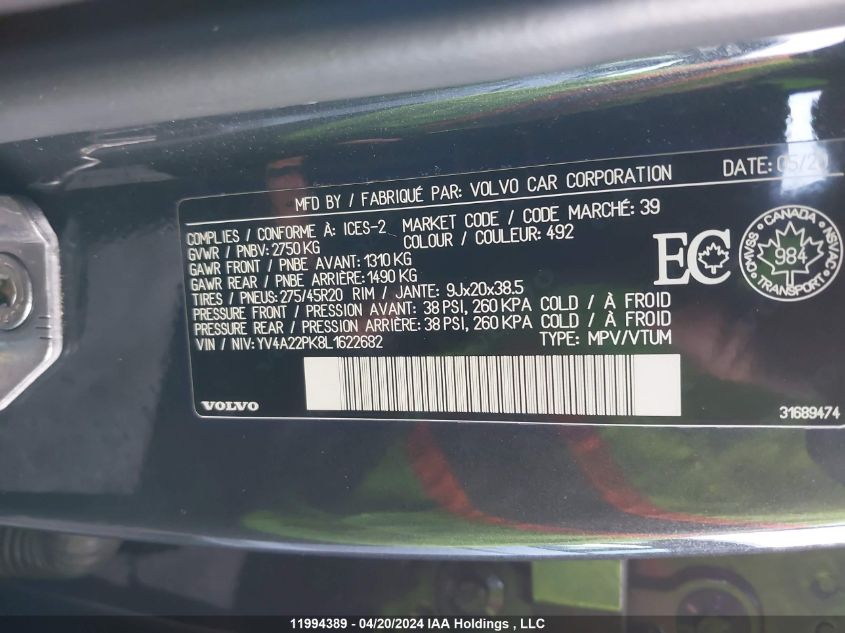 MFD BY / FABRIQUÉ PAR: VOLVO CAR CORPORATION DATE: 05/20
COMPLIES / CONFORME À: ICES-2 MARKET CODE / CODE MARCHÉ: 39
GVWR / PNBV: 2750 KG COLOUR / COULEUR: 492
GAWR FRONT / PNBE AVANT: 1310 KG
GAWR REAR / PNBE ARRIÈRE: 1490 KG
TIRES / PNEUS: 275/45R20 RIM / JANTE: 9Jx20x38.5
PRESSURE FRONT / PRESSION AVANT: 38 PSI, 260 KPA COLD / À FROID
PRESSURE REAR / PRESSION ARRIÈRE: 38 PSI, 260 KPA COLD / À FROID
VIN / NIV: YV4A22PK8L1622682 TYPE: MPV/VTUM
EC
CANADA
CMVSS 984 NSVAC
TRANSPORT
VOLVO 31689474
11994389 - 04/20/2024 IAA Holdings , LLC